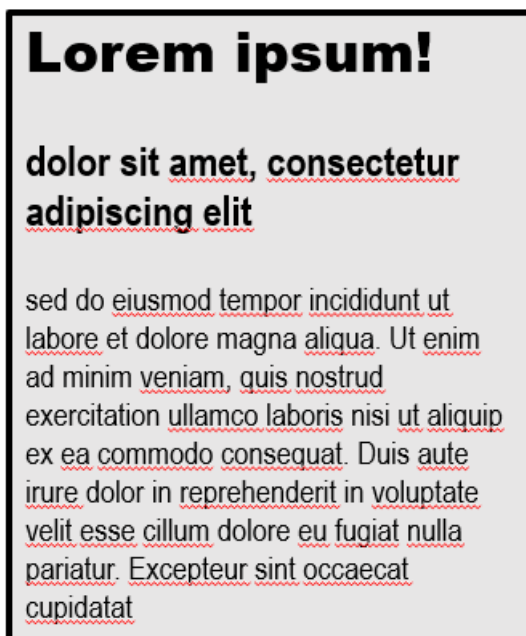 Lorem ipsum!
dolor sit amet, consectetur
adipiscing elit
sed do eiusmod tempor incididunt ut
labore et dolore magna aliqua. Ut enim
ad minim veniam, quis nostrud
exercitation ullamco laboris nisi ut aliquip
ex ea commodo consequat. Duis aute
irure dolor in reprehenderit in voluptate
velit esse cillum dolore eu fugiat nulla
pariatur. Excepteur sint occaecat
cupidatat